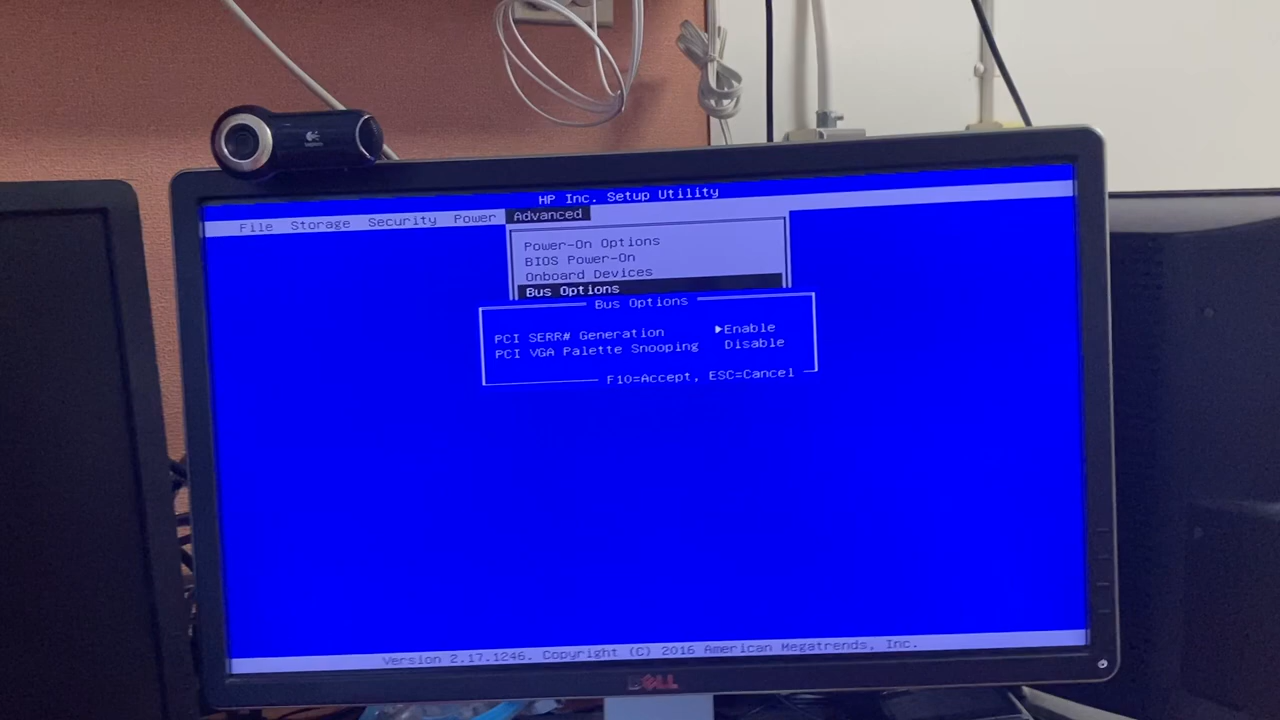 HP Inc. Setup Utility
File Storage Security Power Advanced
Power-On Options
BIOS Power-On
Onboard Devices
Bus Options
Bus Options
PCI SERR# Generation ▶Enable
PCI VGA Palette Snooping Disable
F10=Accept, ESC=Cancel
Version 2.17.1246. Copyright (C) 2016 American Megatrends, Inc.
DELL